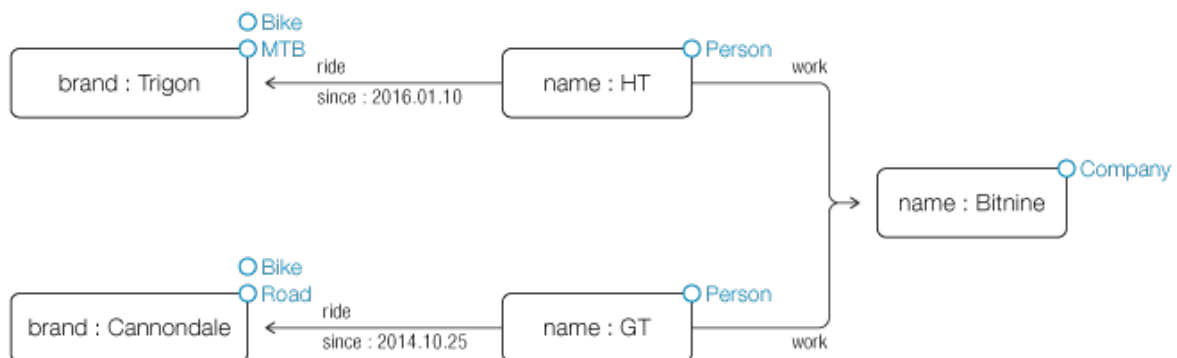 Bike
MTB
brand : Trigon
ride
since : 2016.01.10
Person
name : HT
work
Company
name : Bitnine
Bike
Road
brand : Cannondale
ride
since : 2014.10.25
Person
name : GT
work